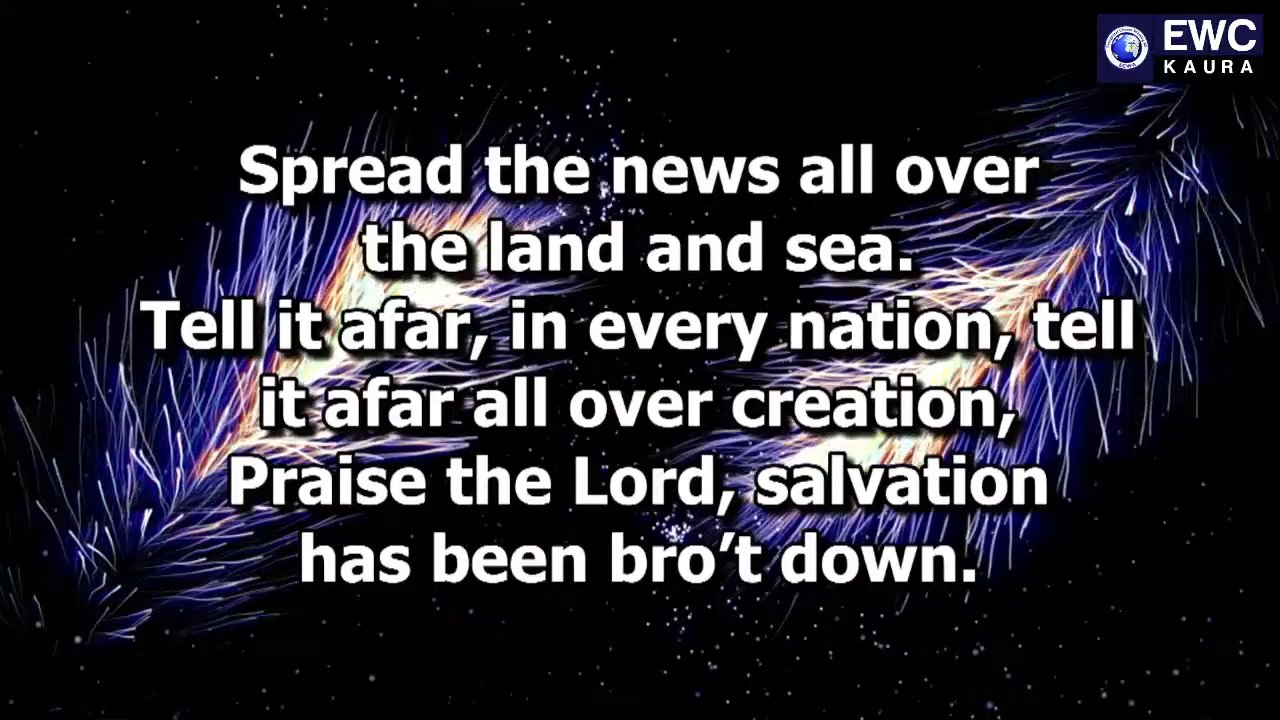 EWC
KAURA
Spread the news all over
the land and sea.
Tell it afar, in every nation, tell
it afar all over creation,
Praise the Lord, salvation
has been bro’t down.